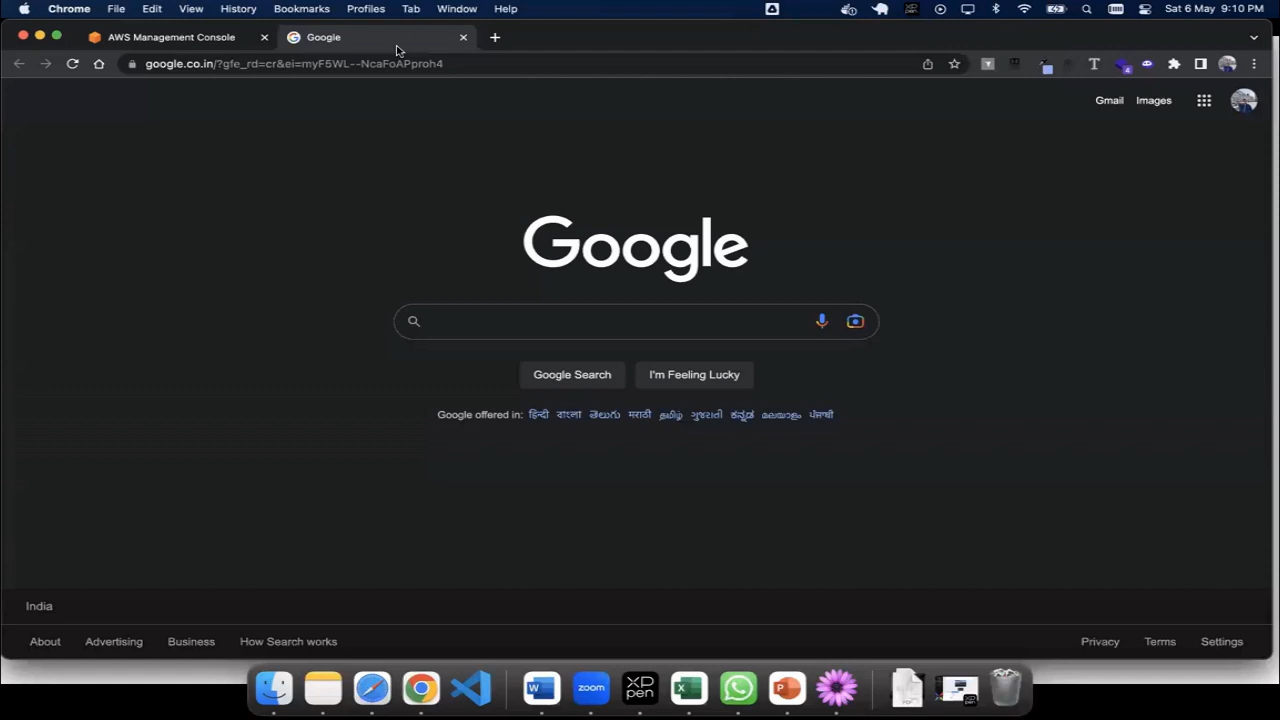 Chrome File Edit View History Bookmarks Profiles Tab Window Help Sat 6 May 9:10 PM
AWS Management Console Google
google.co.in/?gfe_rd=cr&ei=myF5WL--NcaFoAPproh4
T 4
Gmail Images
Google
Google Search I'm Feeling Lucky
Google offered in: हिन्दी বাংলা తెలుగు मराठी தமிழ் ગુજરાતી ಕನ್ನಡ മലയാളം ਪੰਜਾਬੀ
India
About Advertising Business How Search works Privacy Terms Settings
W zoom XP pen X P
PDF